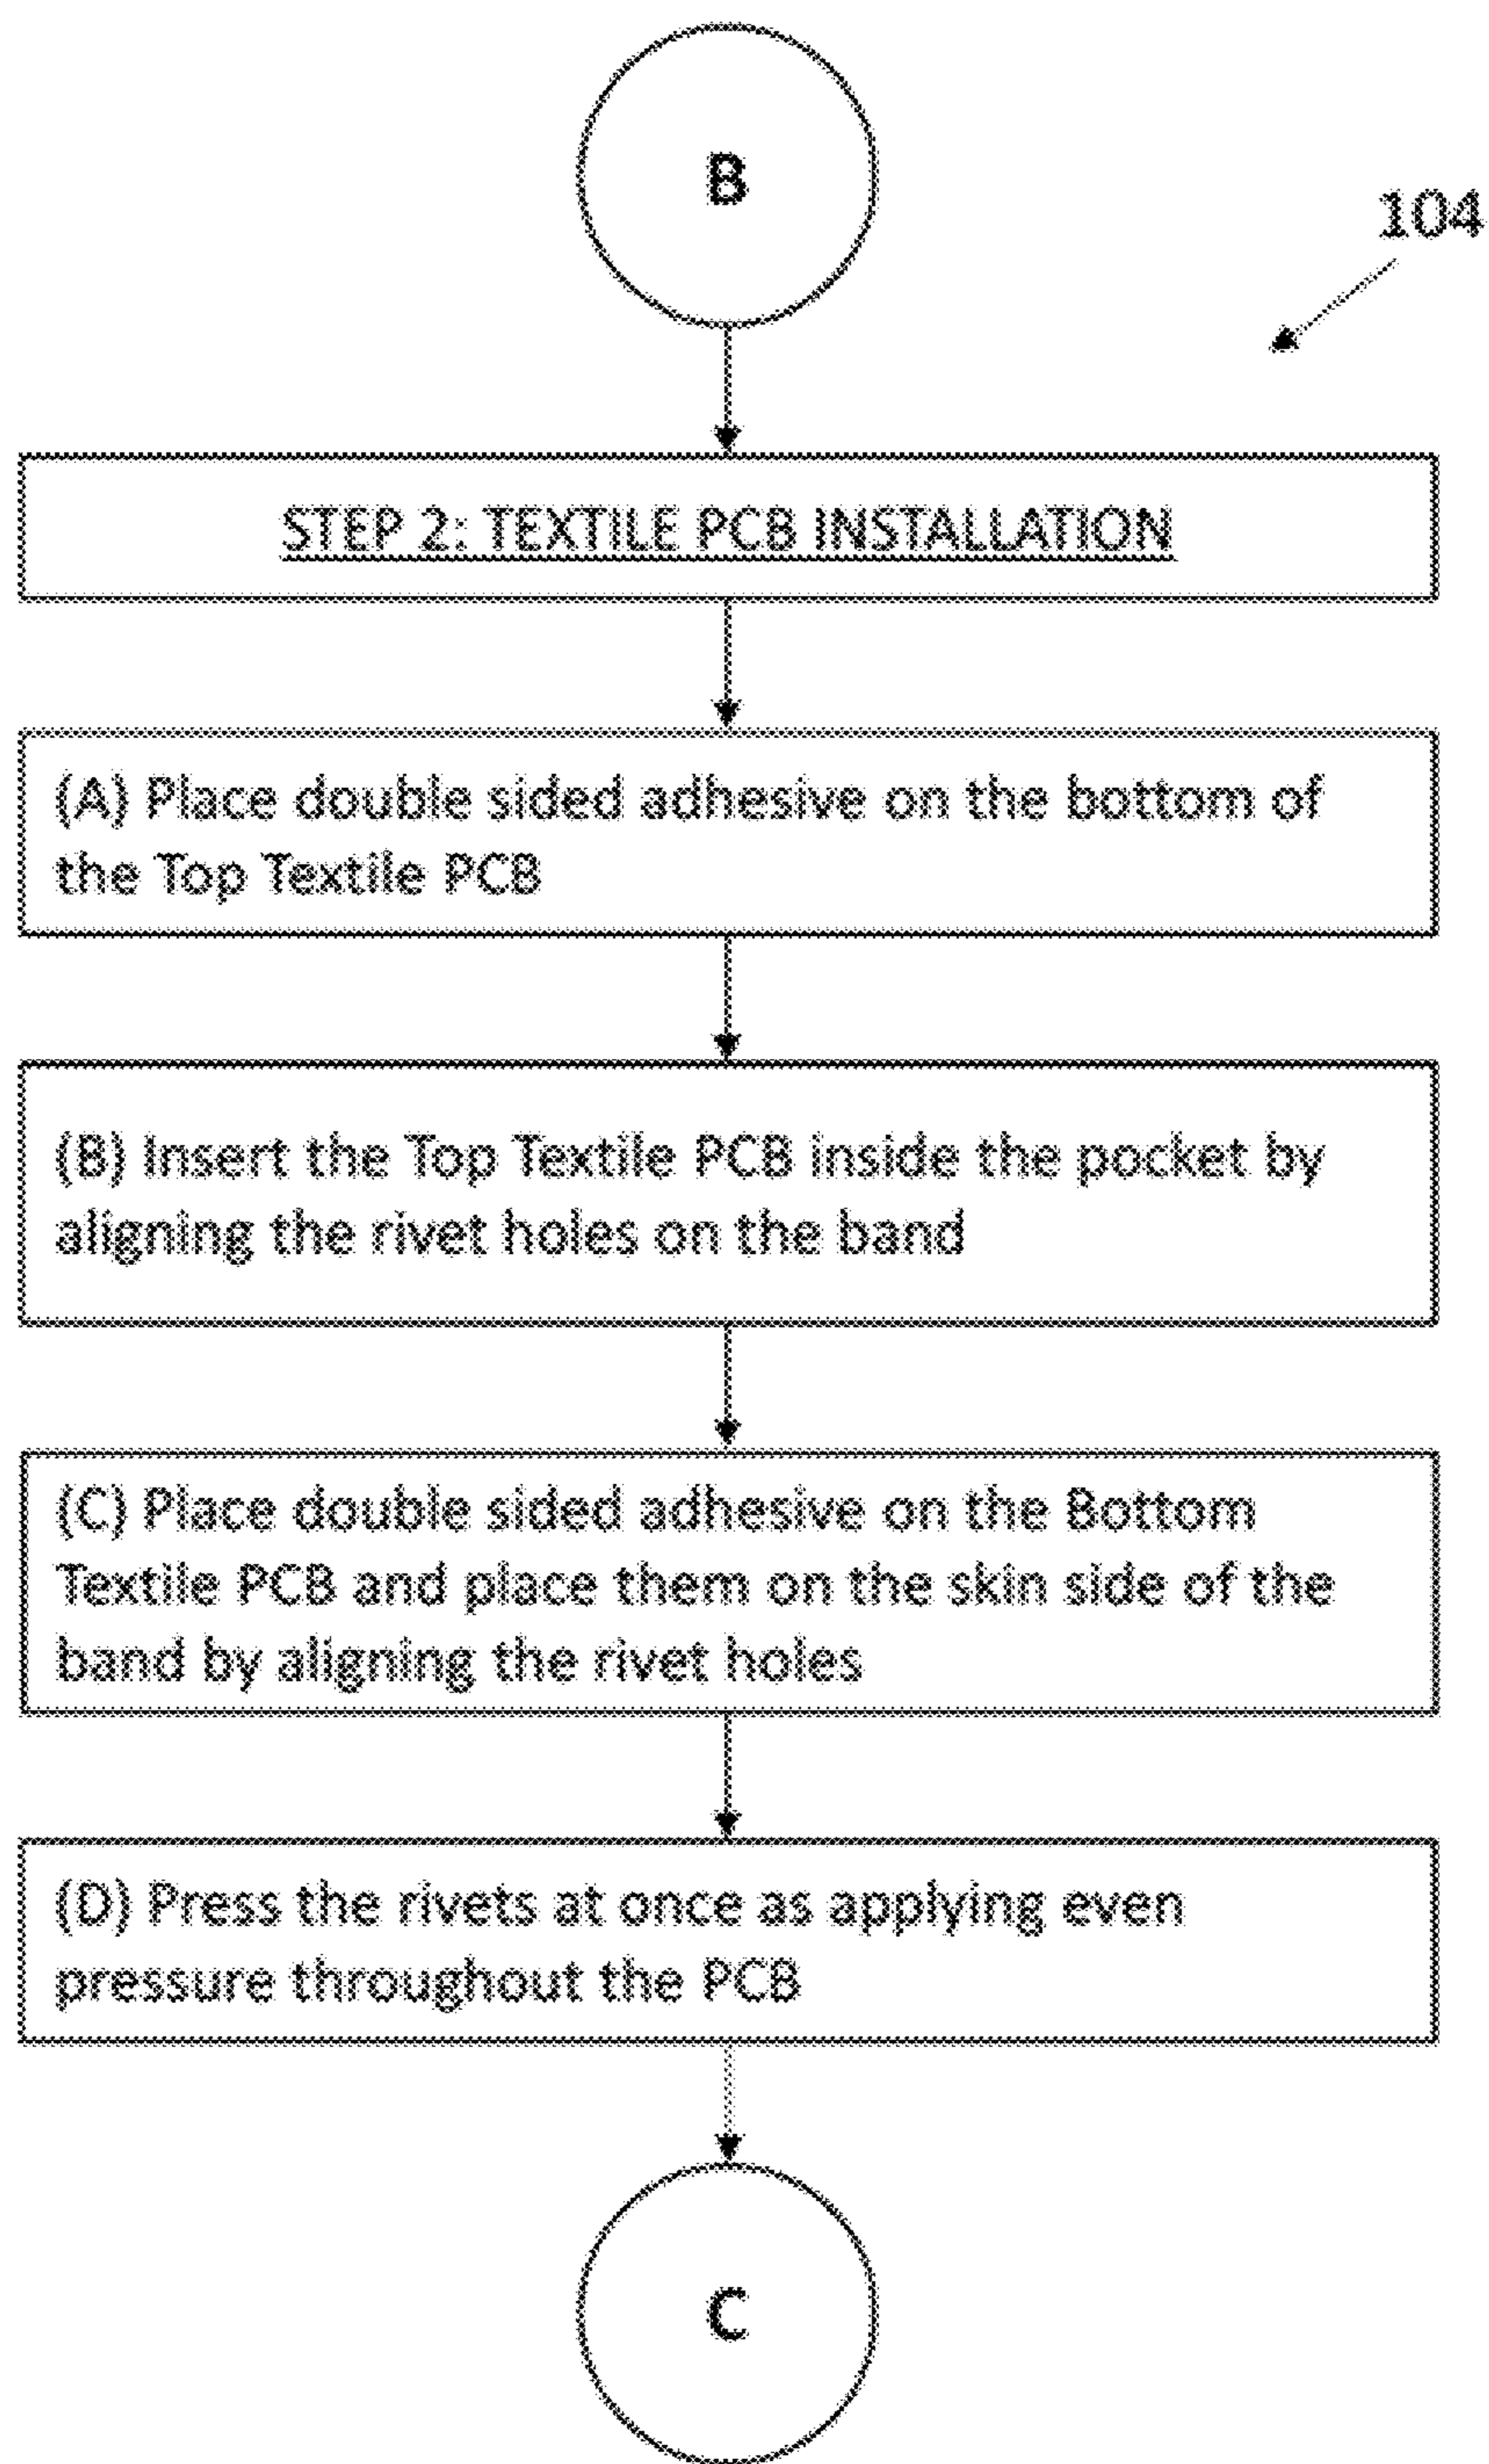 B
104
STEP 2: TEXTILE PCB INSTALLATION
(A) Place double sided adhesive on the bottom of
the Top Textile PCB
(B) Insert the Top Textile PCB inside the pocket by
aligning the rivet holes on the band
(C) Place double sided adhesive on the Bottom
Textile PCB and place them on the skin side of the
band by aligning the rivet holes
(D) Press the rivets at once as applying even
pressure throughout the PCB
C